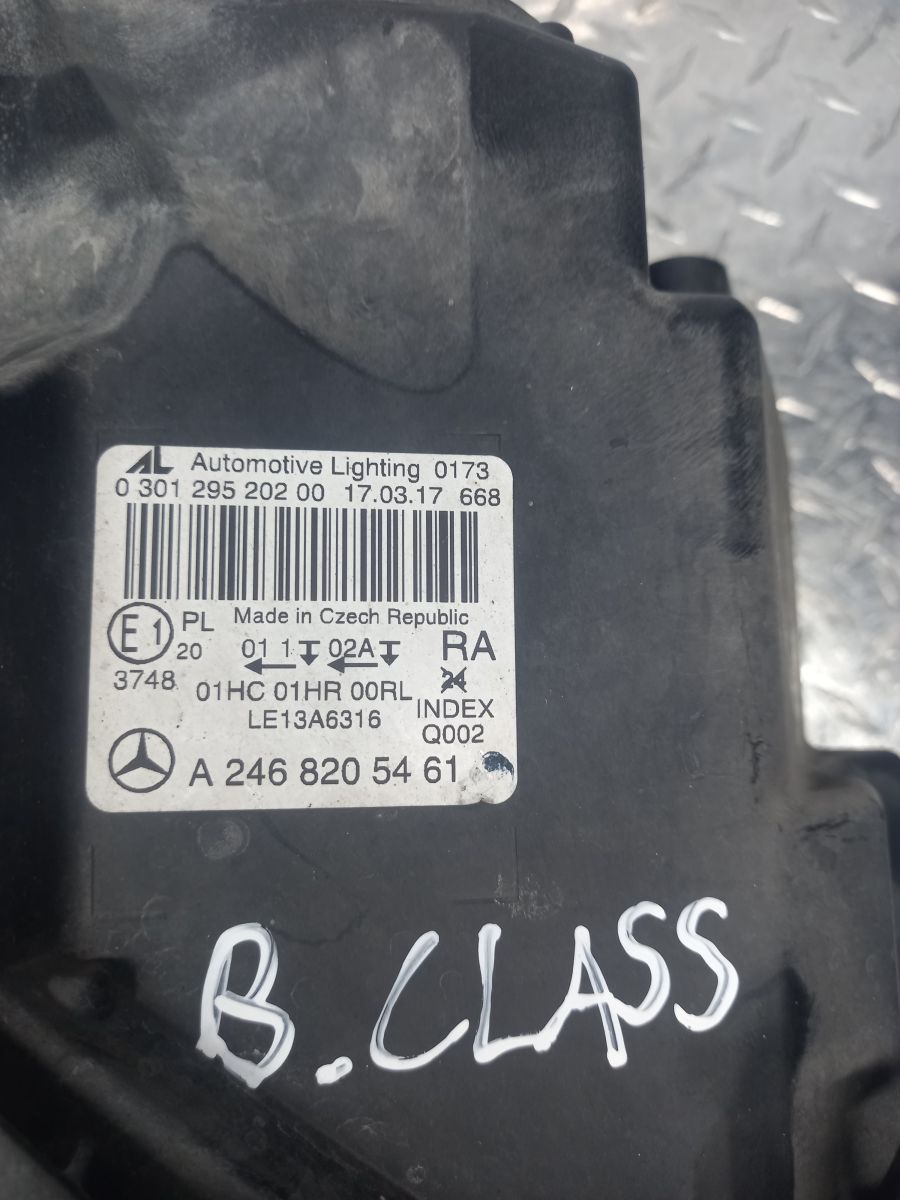 AL Automotive Lighting 0173
0 301 295 202 00 17.03.17 668
Made in Czech Republic
E1 PL 20 01 1 02A RA
3748 01HC 01HR 00RL 24
LE13A6316 INDEX
Q002
A 246 820 54 61
B.CLASS